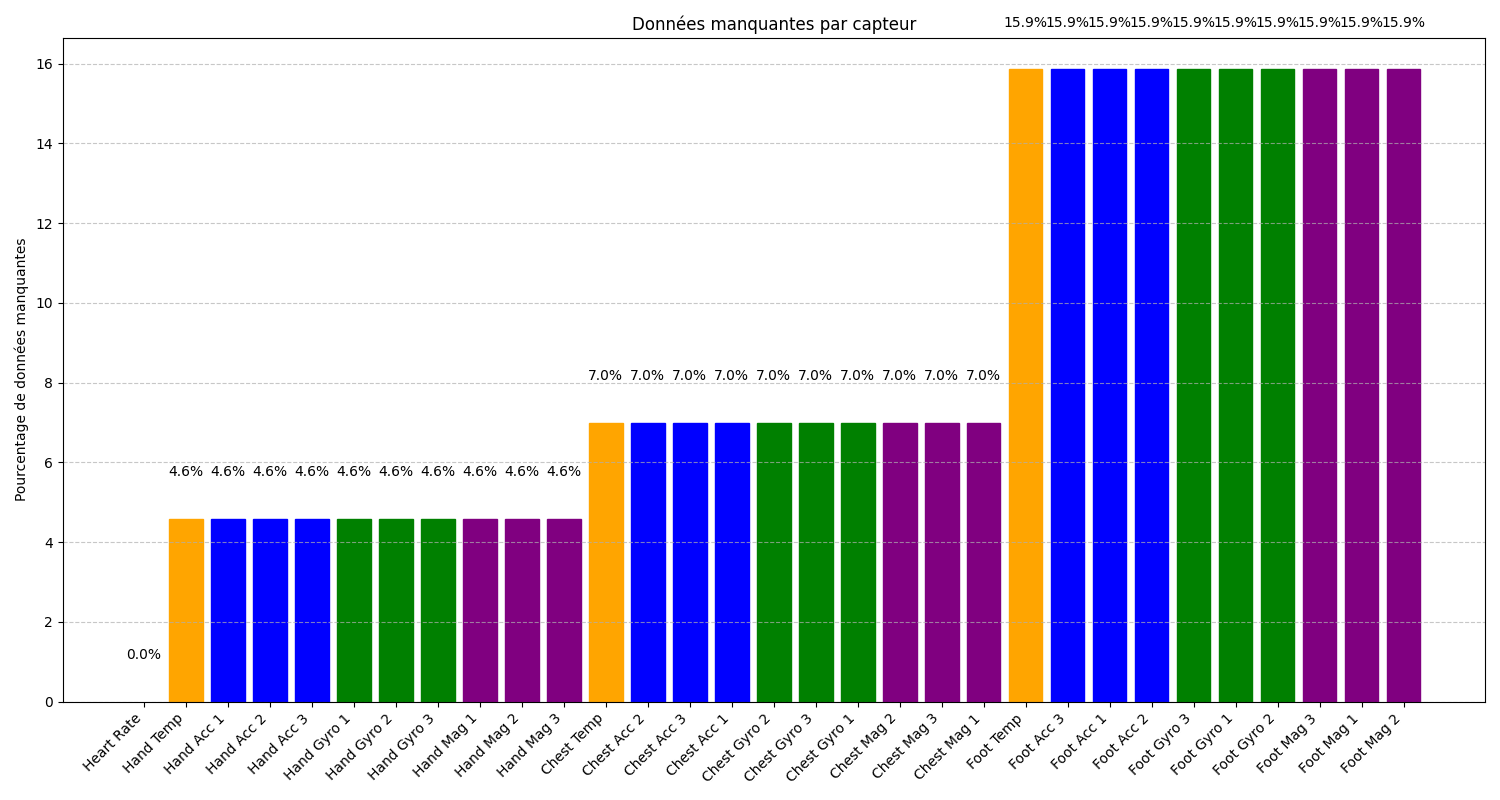 Données manquantes par capteur
15.9% 15.9% 15.9% 15.9% 15.9% 15.9% 15.9% 15.9% 15.9% 15.9%
7.0% 7.0% 7.0% 7.0% 7.0% 7.0% 7.0% 7.0% 7.0% 7.0%
4.6% 4.6% 4.6% 4.6% 4.6% 4.6% 4.6% 4.6% 4.6% 4.6%
0.0%
Pourcentage de données manquantes
16
14
12
10
8
6
4
2
0
Heart Rate
Hand Temp
Hand Acc 1
Hand Acc 2
Hand Acc 3
Hand Gyro 1
Hand Gyro 2
Hand Gyro 3
Hand Mag 1
Hand Mag 2
Hand Mag 3
Chest Temp
Chest Acc 2
Chest Acc 3
Chest Acc 1
Chest Gyro 2
Chest Gyro 3
Chest Gyro 1
Chest Mag 2
Chest Mag 3
Chest Mag 1
Foot Temp
Foot Acc 3
Foot Acc 1
Foot Acc 2
Foot Gyro 3
Foot Gyro 1
Foot Gyro 2
Foot Mag 3
Foot Mag 1
Foot Mag 2